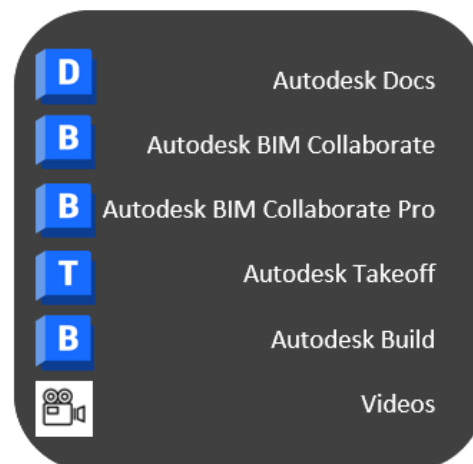 D Autodesk Docs
B Autodesk BIM Collaborate
B Autodesk BIM Collaborate Pro
T Autodesk Takeoff
B Autodesk Build
Videos